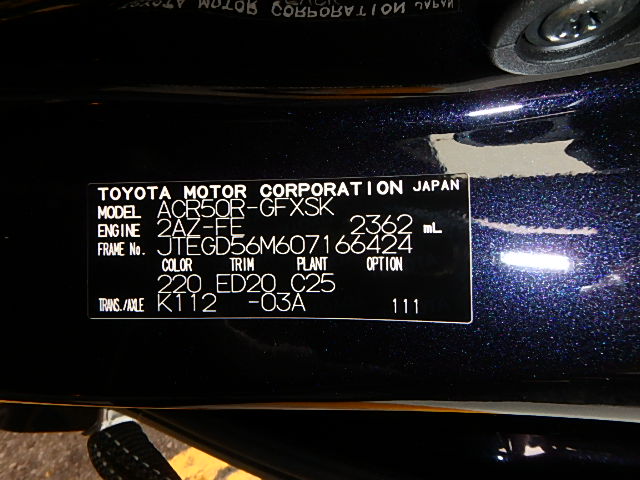 TOYOTA MOTOR CORPORATION JAPAN
MODEL ACR50R-GFXSK
ENGINE 2AZ-FE 2362 mL
FRAME No. JTEGD56M607166424
COLOR TRIM PLANT OPTION
220 ED20 C25
TRANS./AXLE K112 -03A 111